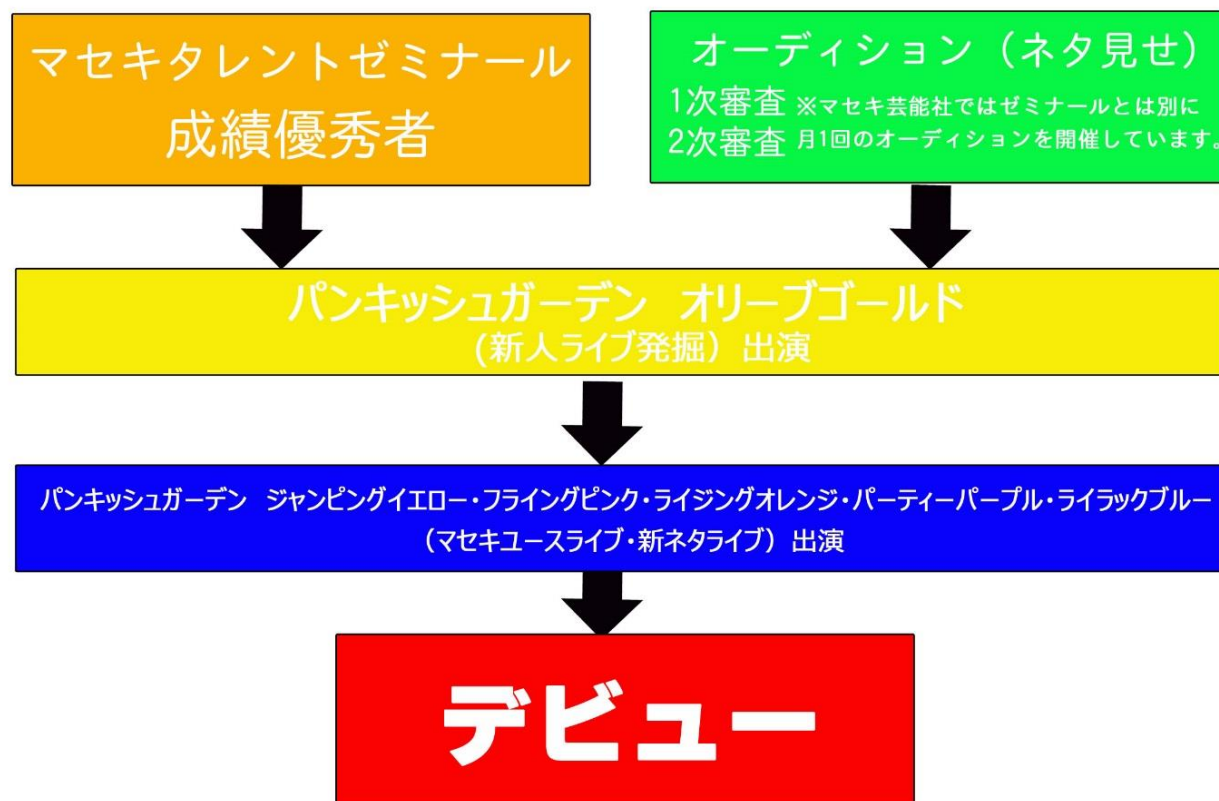 マセキタレントゼミナール
成績優秀者
オーディション（ネタ見せ）
1次審査 ※マセキ芸能社ではゼミナールとは別に
2次審査 月1回のオーディションを開催しています。
パンキッシュガーデン　オリーブゴールド
(新人ライブ発掘）出演
パンキッシュガーデン　ジャンピングイエロー・フライングピンク・ライジングオレンジ・パーティーパープル・ライラックブルー
（マセキユースライブ・新ネタライブ）出演
デビュー